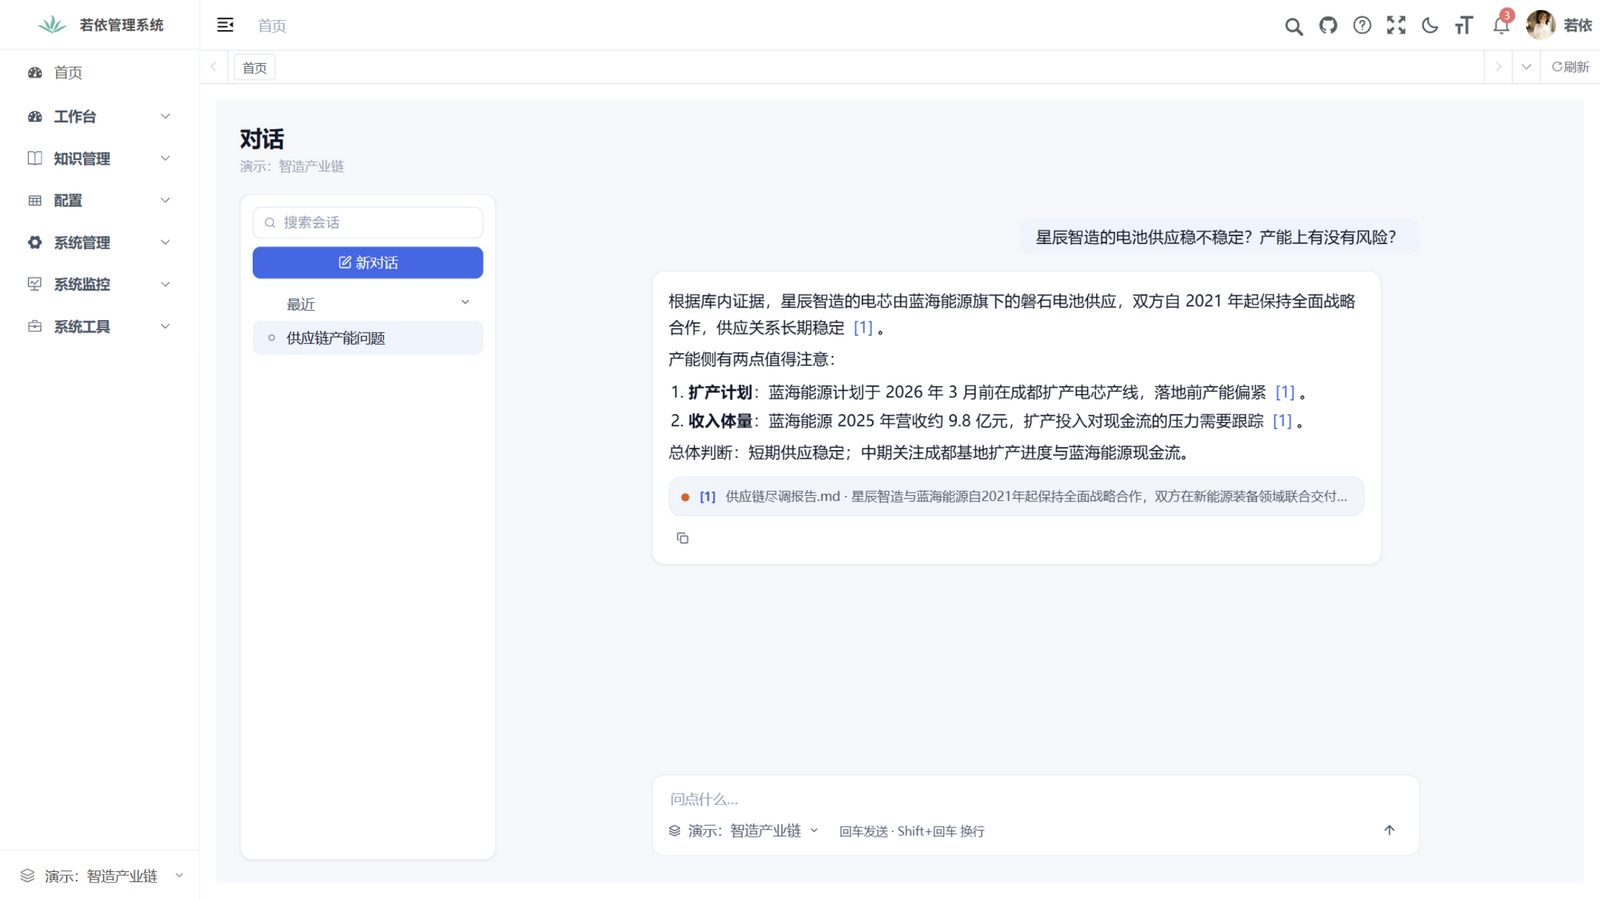 若依管理系统
首页
3
若依
首页
刷新
首页
工作台
知识管理
配置
系统管理
系统监控
系统工具
演示：智造产业链
对话
演示：智造产业链
搜索会话
新对话
最近
供应链产能问题
星辰智造的电池供应稳不稳定？产能上有没有风险？
根据库内证据，星辰智造的电芯由蓝海能源旗下的磐石电池供应，双方自 2021 年起保持全面战略
合作，供应关系长期稳定 [1] 。
产能侧有两点值得注意：
1. 扩产计划：蓝海能源计划于 2026 年 3 月前在成都扩产电芯产线，落地前产能偏紧 [1] 。
2. 收入体量：蓝海能源 2025 年营收约 9.8 亿元，扩产投入对现金流的压力需要跟踪 [1] 。
总体判断：短期供应稳定；中期关注成都基地扩产进度与蓝海能源现金流。
[1] 供应链尽调报告.md · 星辰智造与蓝海能源自2021年起保持全面战略合作，双方在新能源装备领域联合交付...
问点什么...
演示：智造产业链
回车发送 · Shift+回车 换行